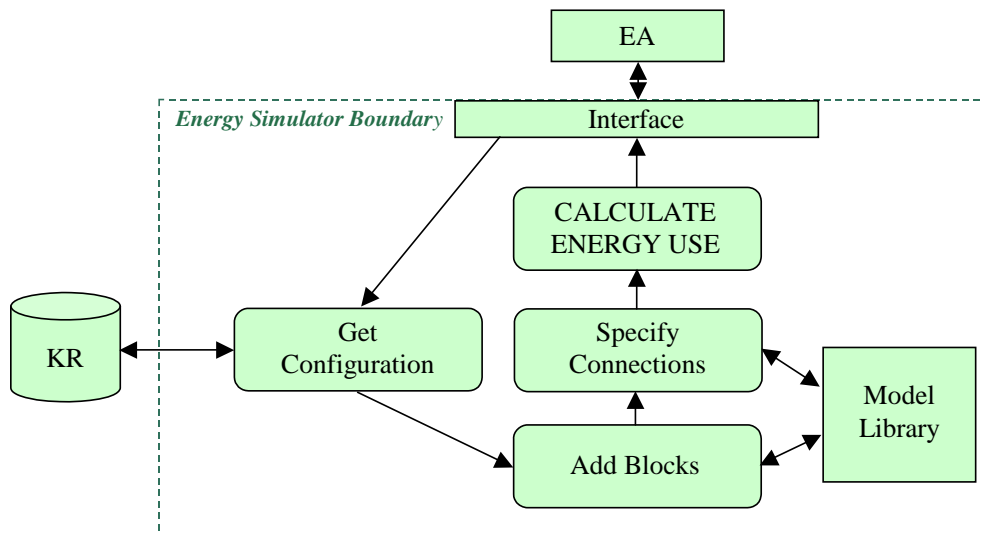 EA
Energy Simulator Boundary
Interface
CALCULATE
ENERGY USE
KR
Get
Configuration
Specify
Connections
Model
Library
Add Blocks